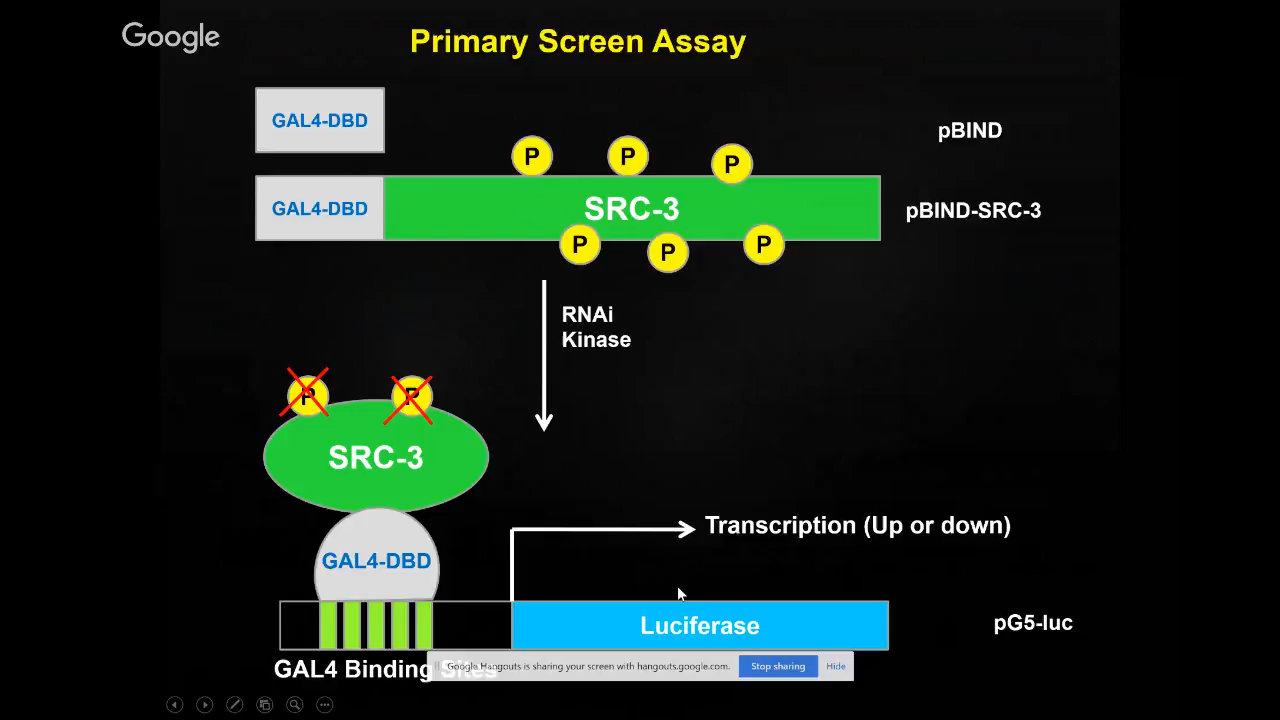 Google
Primary Screen Assay
GAL4-DBD
pBIND
P P P
GAL4-DBD
SRC-3
pBIND-SRC-3
P P P
RNAi
Kinase
P P
SRC-3
Transcription (Up or down)
GAL4-DBD
Luciferase
pG5-luc
GAL4 Binding Sites
Google Hangouts is sharing your screen with hangouts.google.com.
Stop sharing
Hide